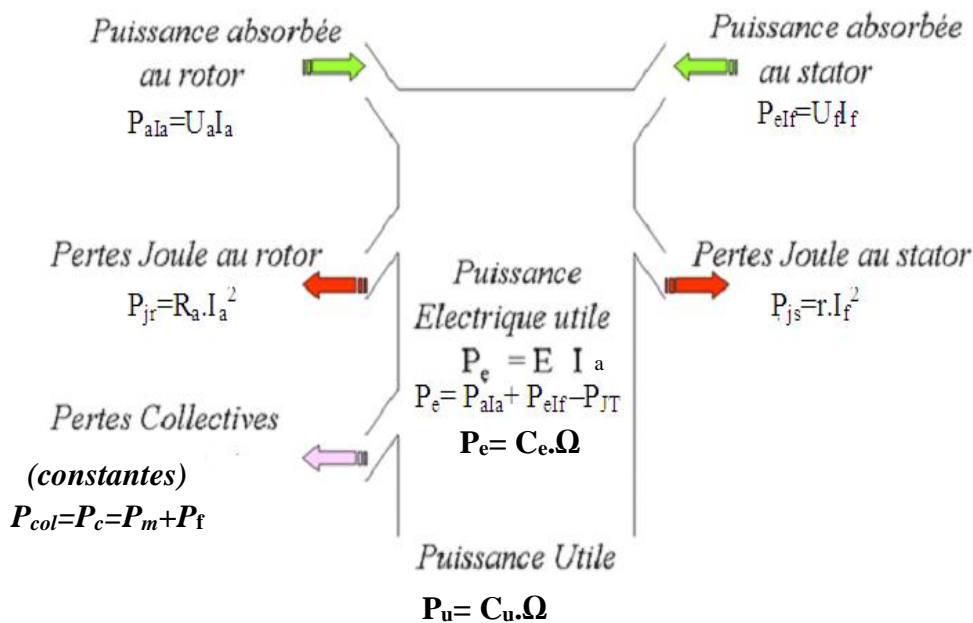 Puissance absorbée
au rotor
PaIa=UaIa
Puissance absorbée
au stator
PeIf=UfIf
Pertes Joule au rotor
Pjr=Ra.Ia²
Puissance
Electrique utile
Pe = E I a
Pe= PaIa+ PeIf–PJT
Pe= Ce.Ω
Pertes Joule au stator
Pjs=r.If²
Pertes Collectives
(constantes)
Pcol=Pc=Pm+Pf
Puissance Utile
Pu= Cu.Ω